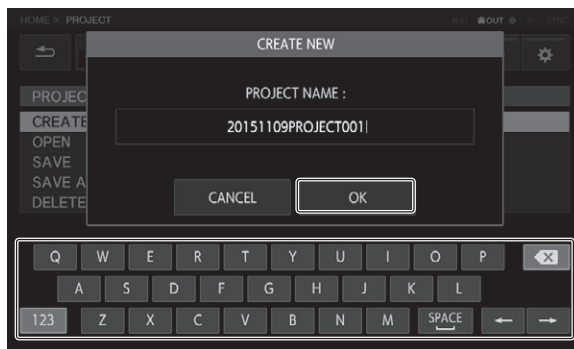 HOME > PROJECT
OUT
SYNC
CREATE NEW
PROJECT NAME :
20151109PROJECT001
CANCEL
OK
PROJEC
CREATE
OPEN
SAVE
SAVE A
DELETE
Q W E R T Y U I O P
A S D F G H J K L
123 Z X C V B N M SPACE ← →